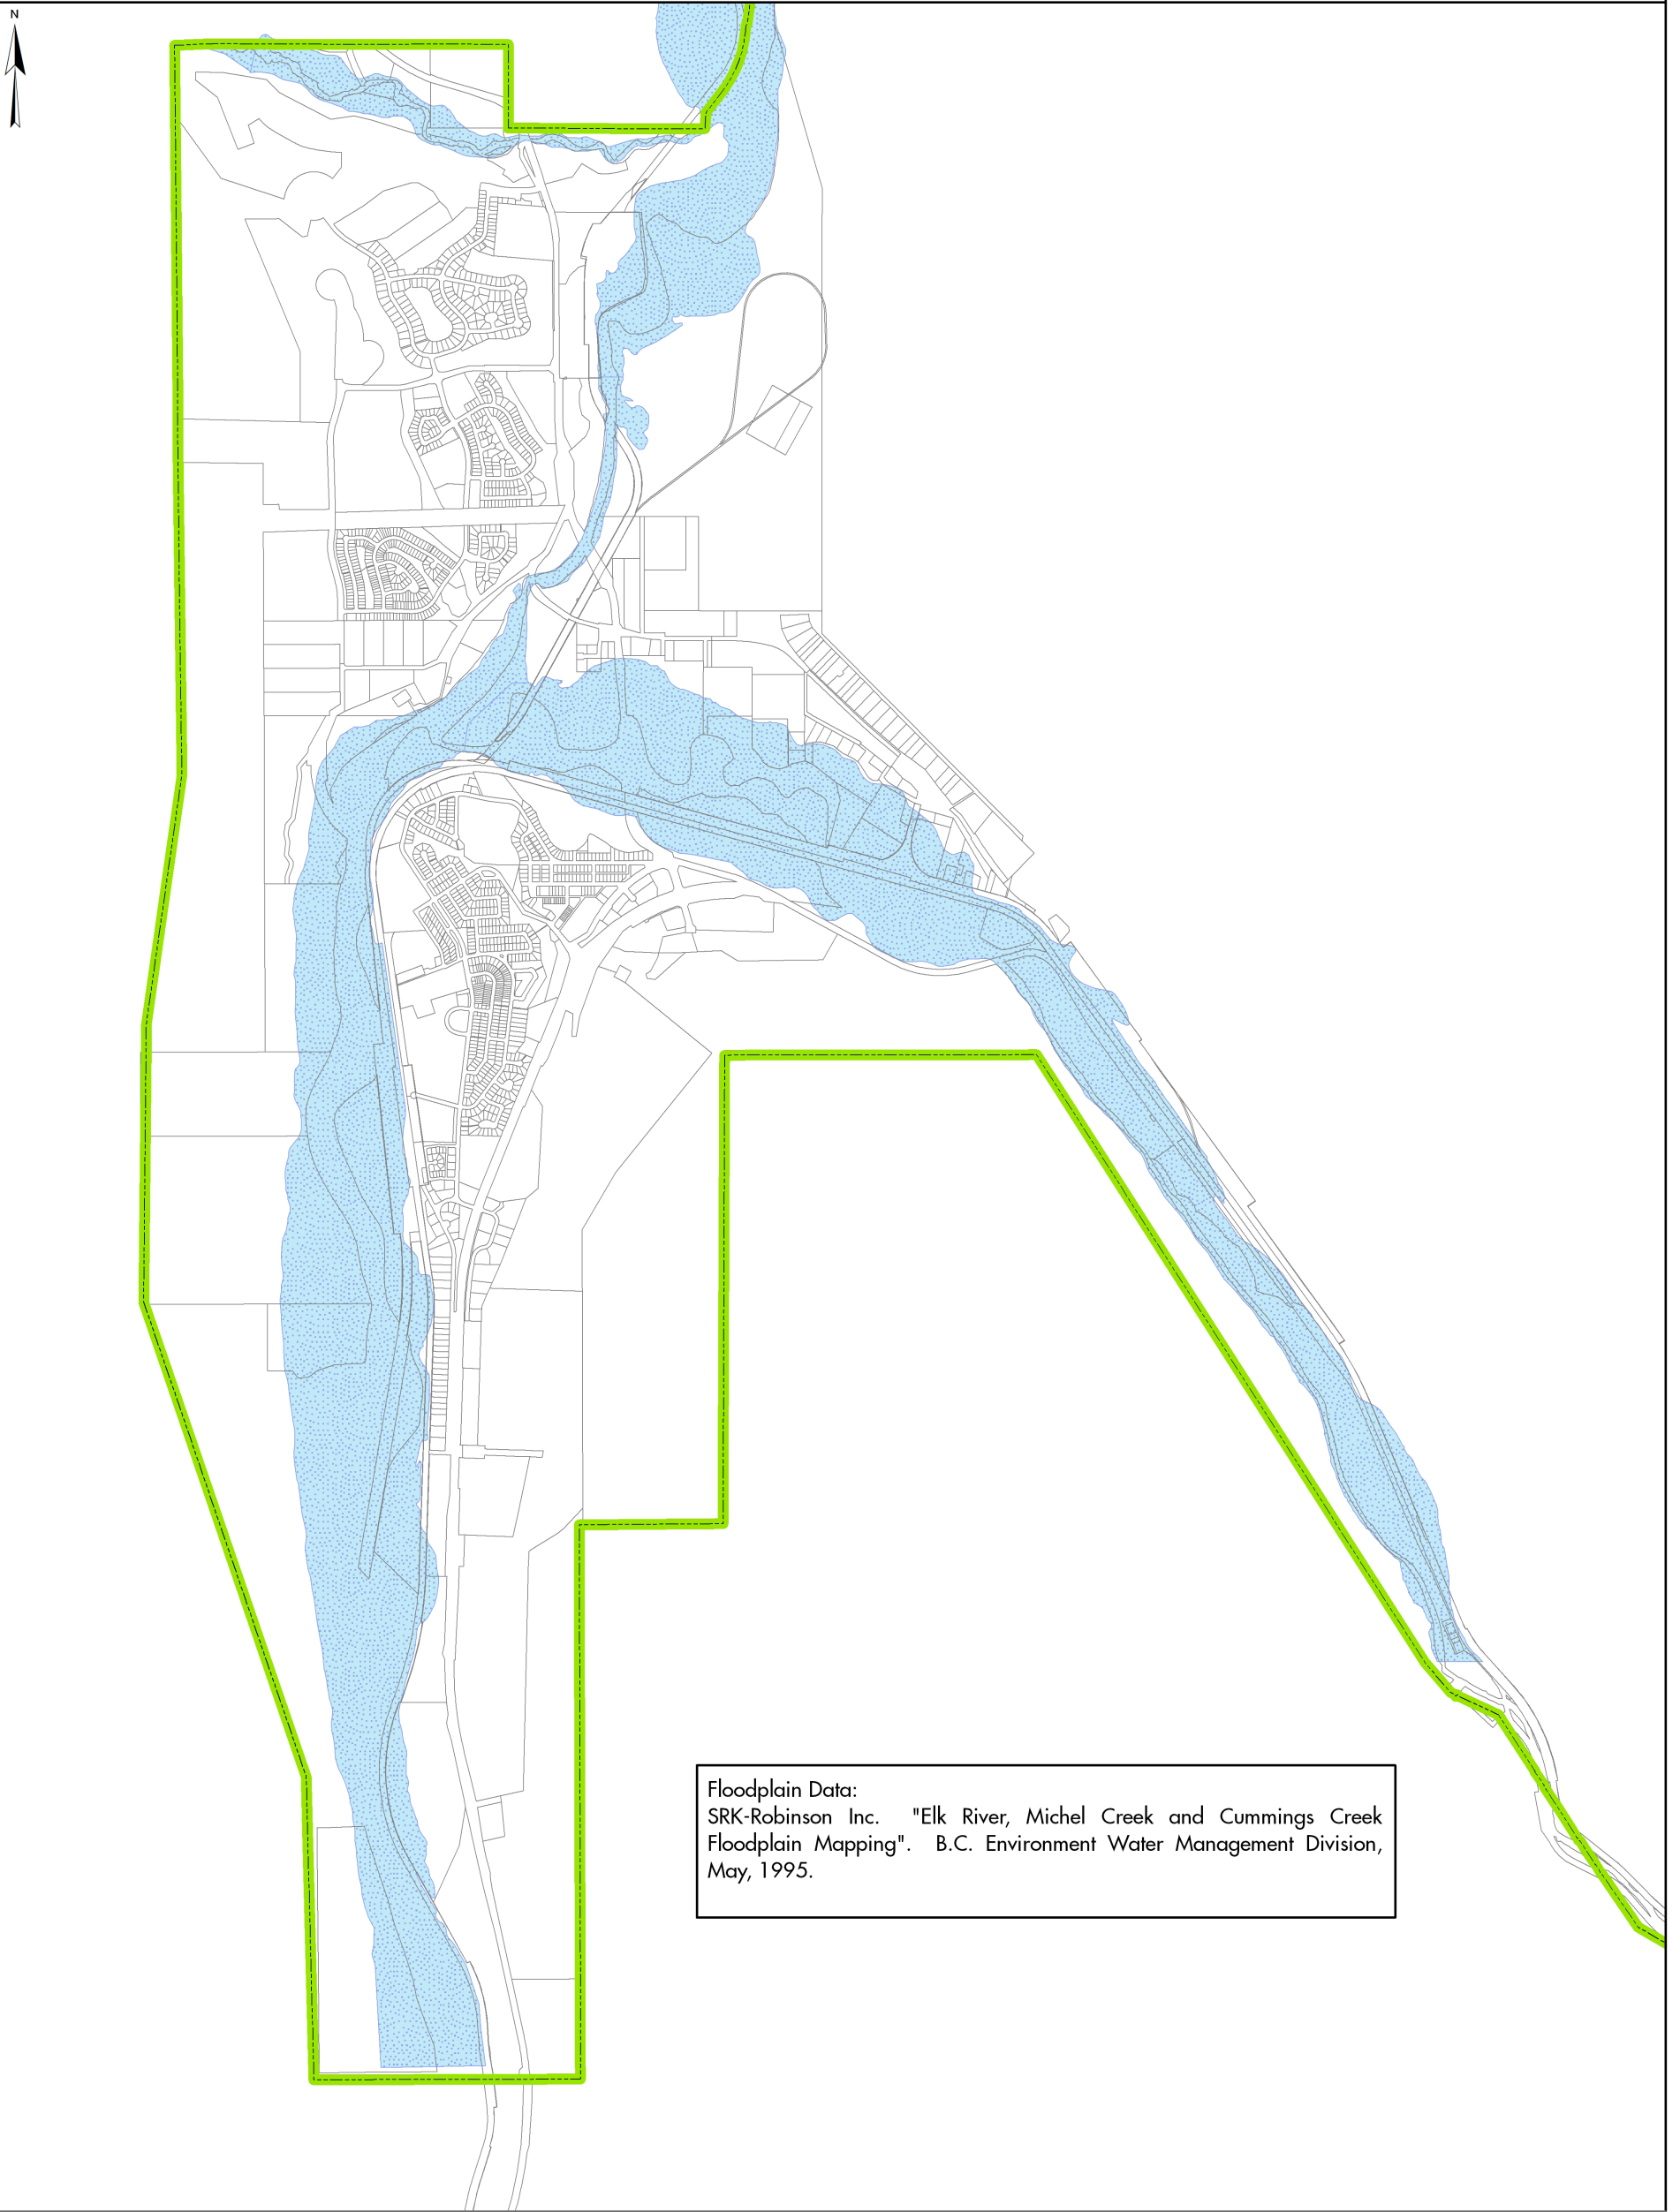 N
Floodplain Data:
SRK-Robinson Inc. "Elk River, Michel Creek and Cummings Creek
Floodplain Mapping". B.C. Environment Water Management Division,
May, 1995.